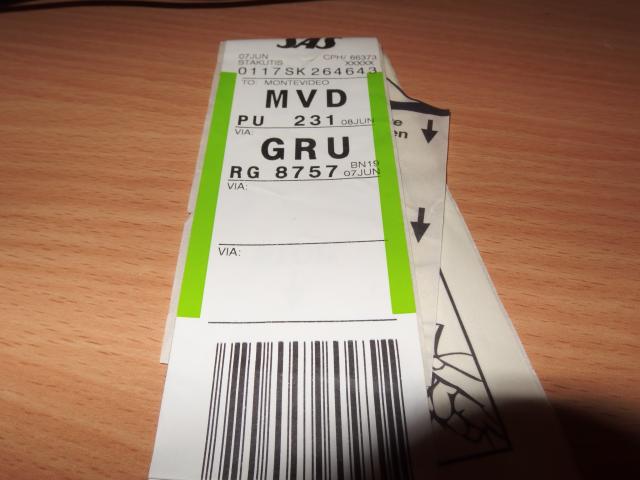 SAS
07JUN CPH/ 66373
STAKUTIS XXXXX
0117SK264643
TO: MONTEVIDEO
MVD
PU 231 08JUN
VIA:
GRU
RG 8757 BN19 07JUN
VIA:
VIA:
e
en